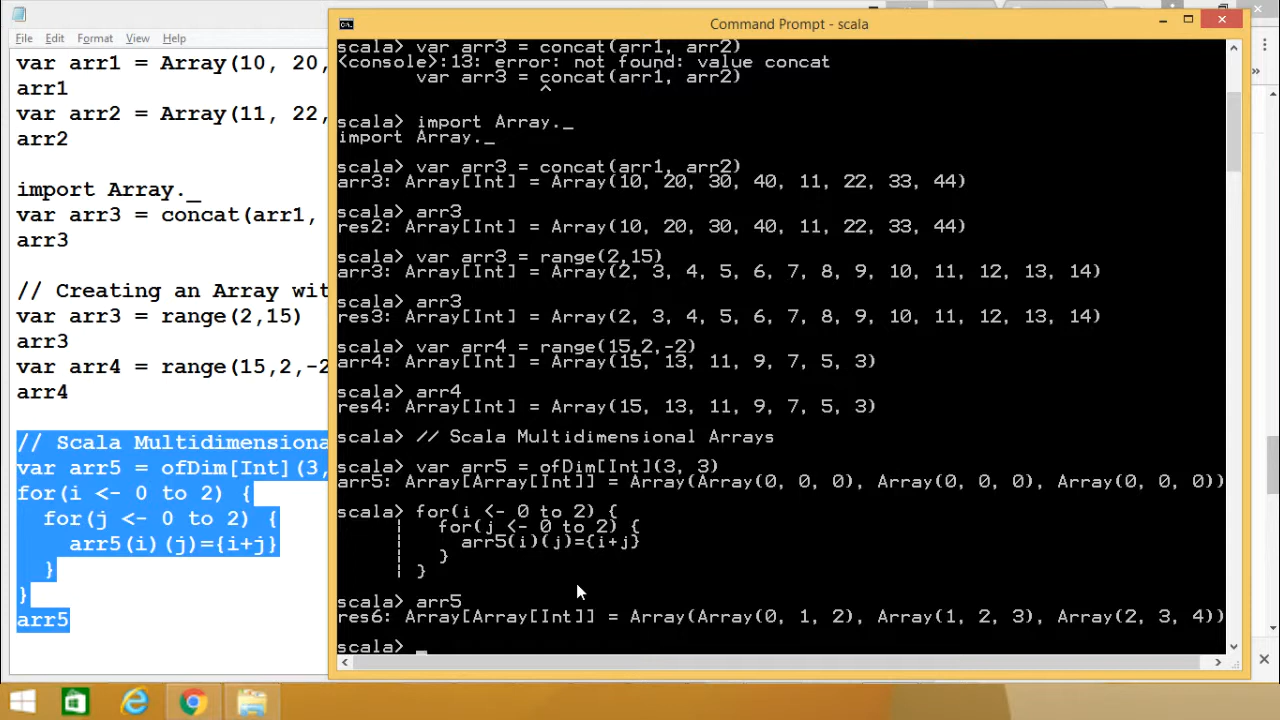 File Edit Format View Help
var arr1 = Array(10, 20,
arr1
var arr2 = Array(11, 22,
arr2
import Array._
var arr3 = concat(arr1,
arr3
// Creating an Array wit
var arr3 = range(2,15)
arr3
var arr4 = range(15,2,-2
arr4
// Scala Multidimensiona
var arr5 = ofDim[Int](3,
for(i <- 0 to 2) {
for(j <- 0 to 2) {
arr5(i)(j)={i+j}
}
}
arr5
Command Prompt - scala
scala> var arr3 = concat(arr1, arr2)
<console>:13: error: not found: value concat
var arr3 = concat(arr1, arr2)
^
scala> import Array._
import Array._
scala> var arr3 = concat(arr1, arr2)
arr3: Array[Int] = Array(10, 20, 30, 40, 11, 22, 33, 44)
scala> arr3
res2: Array[Int] = Array(10, 20, 30, 40, 11, 22, 33, 44)
scala> var arr3 = range(2,15)
arr3: Array[Int] = Array(2, 3, 4, 5, 6, 7, 8, 9, 10, 11, 12, 13, 14)
scala> arr3
res3: Array[Int] = Array(2, 3, 4, 5, 6, 7, 8, 9, 10, 11, 12, 13, 14)
scala> var arr4 = range(15,2,-2)
arr4: Array[Int] = Array(15, 13, 11, 9, 7, 5, 3)
scala> arr4
res4: Array[Int] = Array(15, 13, 11, 9, 7, 5, 3)
scala> // Scala Multidimensional Arrays
scala> var arr5 = ofDim[Int](3, 3)
arr5: Array[Array[Int]] = Array(Array(0, 0, 0), Array(0, 0, 0), Array(0, 0, 0))
scala> for(i <- 0 to 2) {
| for(j <- 0 to 2) {
| arr5(i)(j)={i+j}
| }
| }
scala> arr5
res6: Array[Array[Int]] = Array(Array(0, 1, 2), Array(1, 2, 3), Array(2, 3, 4))
scala> _